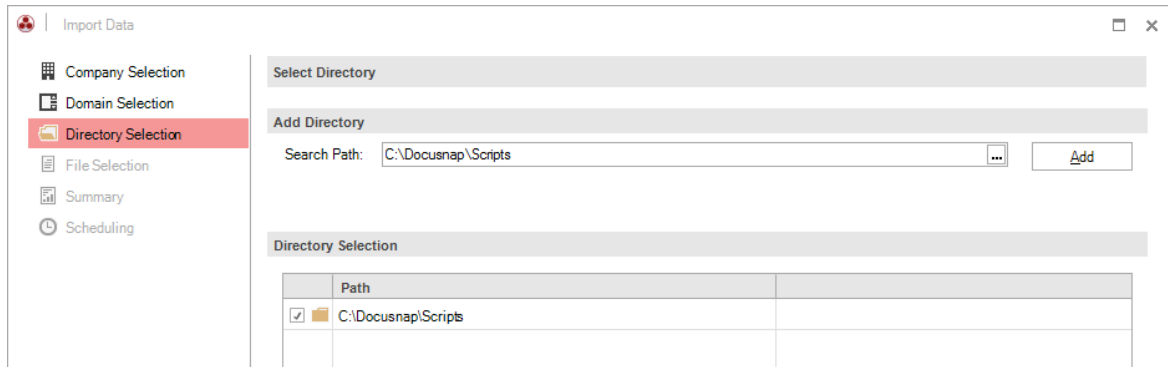 Import Data
Company Selection
Domain Selection
Directory Selection
File Selection
Summary
Scheduling
Select Directory
Add Directory
Search Path: C:\Docusnap\Scripts ... Add
Directory Selection
Path
C:\Docusnap\Scripts